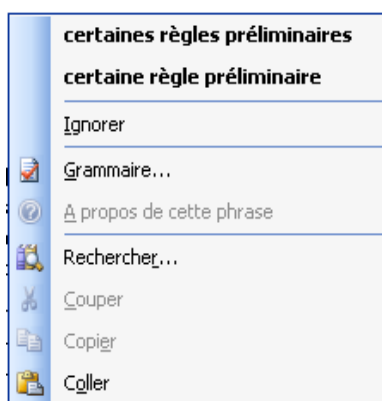 certaines règles préliminaires
certaine règle préliminaire
Ignorer
Grammaire...
A propos de cette phrase
Rechercher...
Couper
Copier
Coller